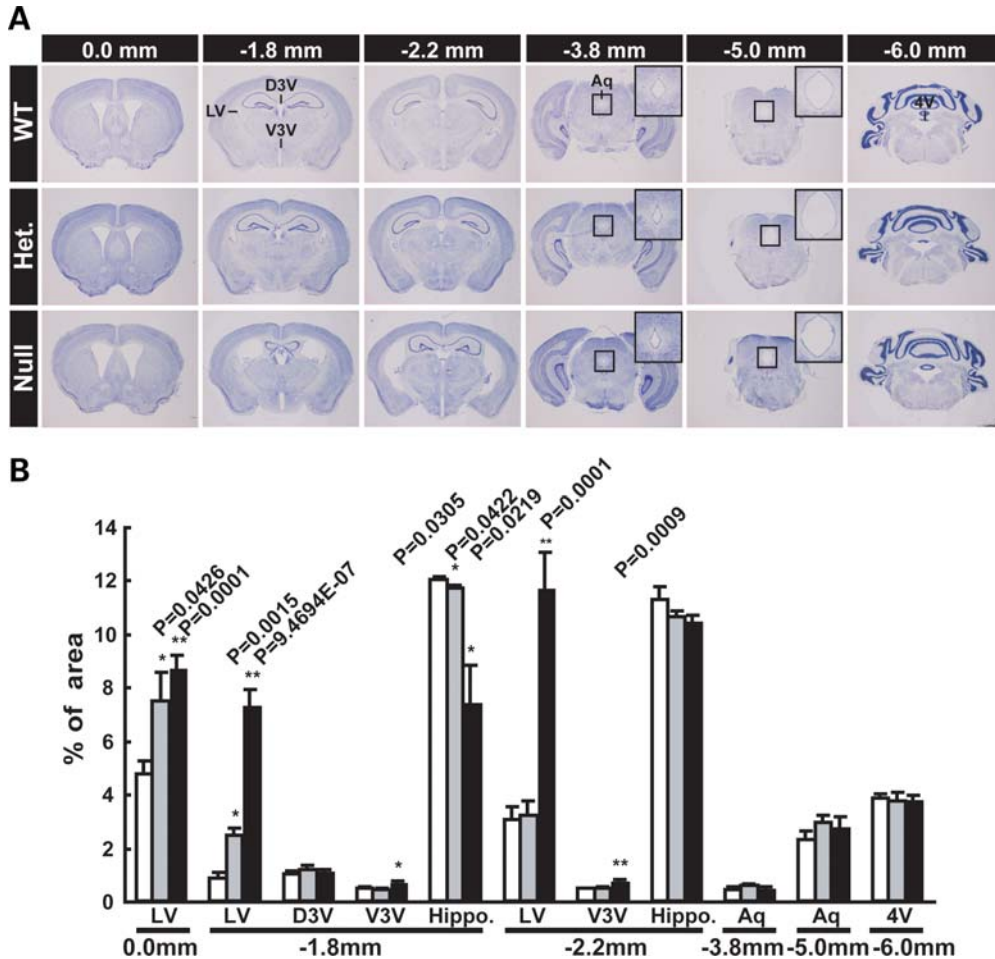 A
0.0 mm -1.8 mm -2.2 mm -3.8 mm -5.0 mm -6.0 mm
WT
D3V
LV
V3V
Aq
4V
Het.
Null
B
% of area
14
12
10
8
6
4
2
0
P=0.0426
P=0.0001
P=0.0015
P=9.4694E-07
P=0.0305
P=0.0422
P=0.0219
P=0.0001
P=0.0009
* ** * ** * * * ** **
LV LV D3V V3V Hippo. LV V3V Hippo. Aq Aq 4V
0.0mm -1.8mm -2.2mm -3.8mm -5.0mm -6.0mm